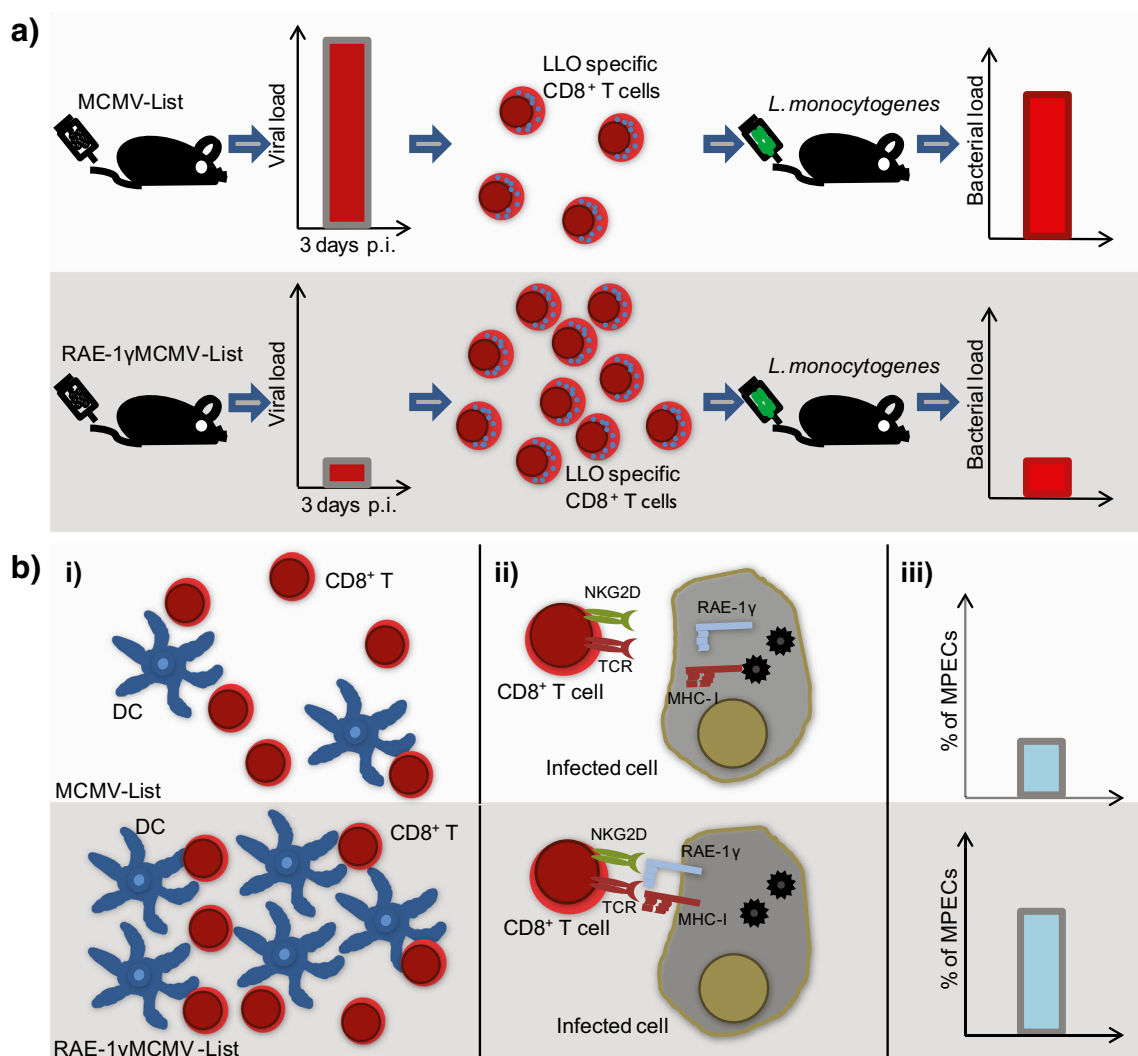 a)
MCMV-List
Viral load
3 days p.i.
LLO specific
CD8+ T cells
L. monocytogenes
Bacterial load
RAE-1γMCMV-List
Viral load
3 days p.i.
LLO specific
CD8+ T cells
L. monocytogenes
Bacterial load
b)
i)
CD8+ T
DC
MCMV-List
ii)
NKG2D
TCR
CD8+ T cell
RAE-1γ
MHC-I
Infected cell
iii)
% of MPECs
DC
CD8+ T
RAE-1γMCMV-List
NKG2D
TCR
CD8+ T cell
RAE-1γ
MHC-I
Infected cell
% of MPECs